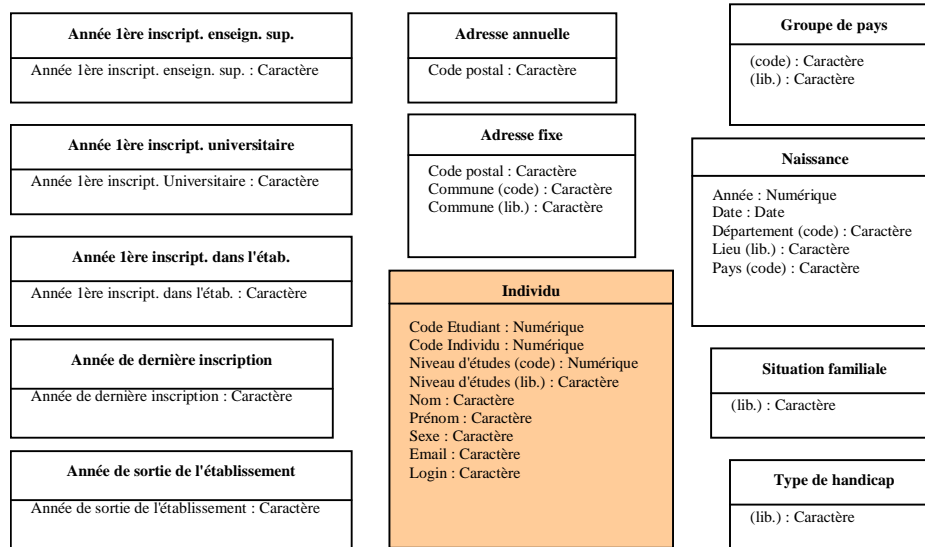 Année 1ère inscript. enseign. sup.
Année 1ère inscript. enseign. sup. : Caractère
Année 1ère inscript. universitaire
Année 1ère inscript. Universitaire : Caractère
Année 1ère inscript. dans l'étab.
Année 1ère inscript. dans l'étab. : Caractère
Année de dernière inscription
Année de dernière inscription : Caractère
Année de sortie de l'établissement
Année de sortie de l'établissement : Caractère
Adresse annuelle
Code postal : Caractère
Adresse fixe
Code postal : Caractère
Commune (code) : Caractère
Commune (lib.) : Caractère
Individu
Code Etudiant : Numérique
Code Individu : Numérique
Niveau d'études (code) : Numérique
Niveau d'études (lib.) : Caractère
Nom : Caractère
Prénom : Caractère
Sexe : Caractère
Email : Caractère
Login : Caractère
Groupe de pays
(code) : Caractère
(lib.) : Caractère
Naissance
Année : Numérique
Date : Date
Département (code) : Caractère
Lieu (lib.) : Caractère
Pays (code) : Caractère
Situation familiale
(lib.) : Caractère
Type de handicap
(lib.) : Caractère